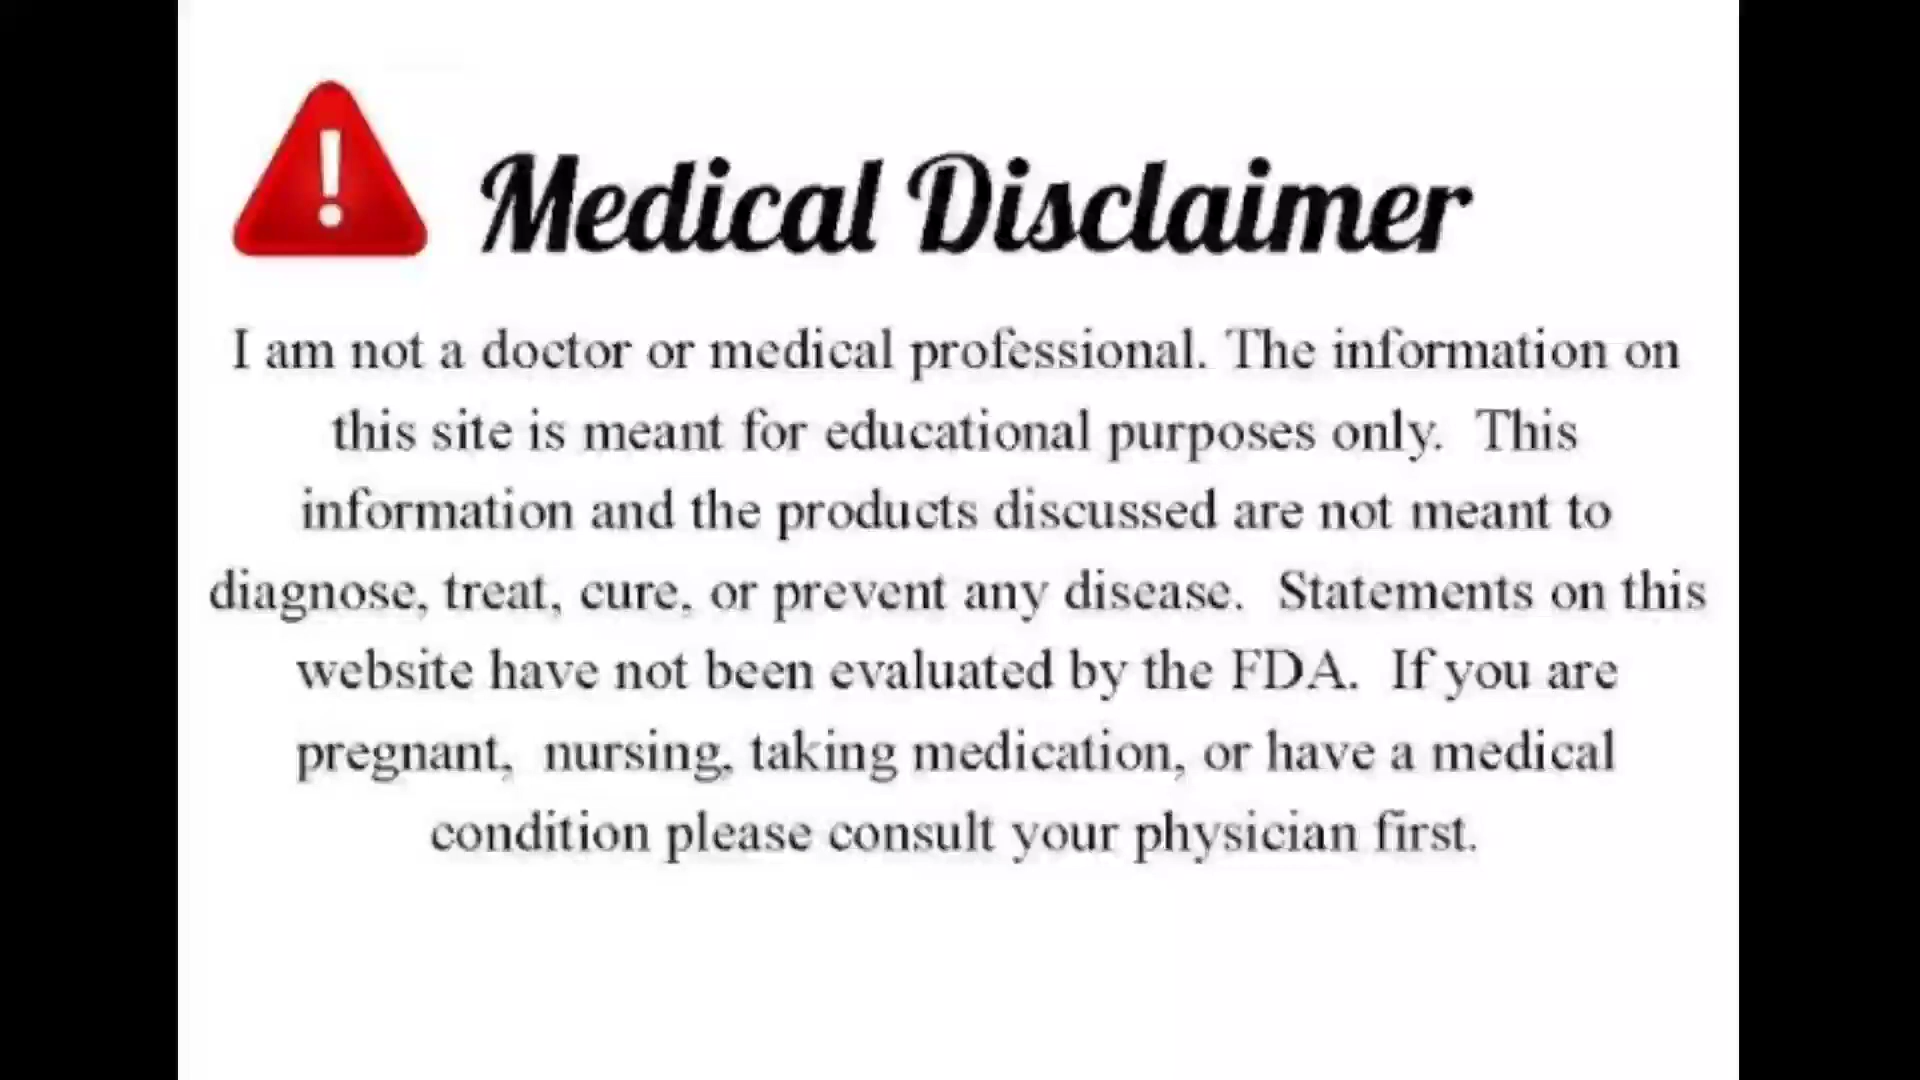 Medical Disclaimer
I am not a doctor or medical professional. The information on
this site is meant for educational purposes only. This
information and the products discussed are not meant to
diagnose, treat, cure, or prevent any disease. Statements on this
website have not been evaluated by the FDA. If you are
pregnant, nursing, taking medication, or have a medical
condition please consult your physician first.